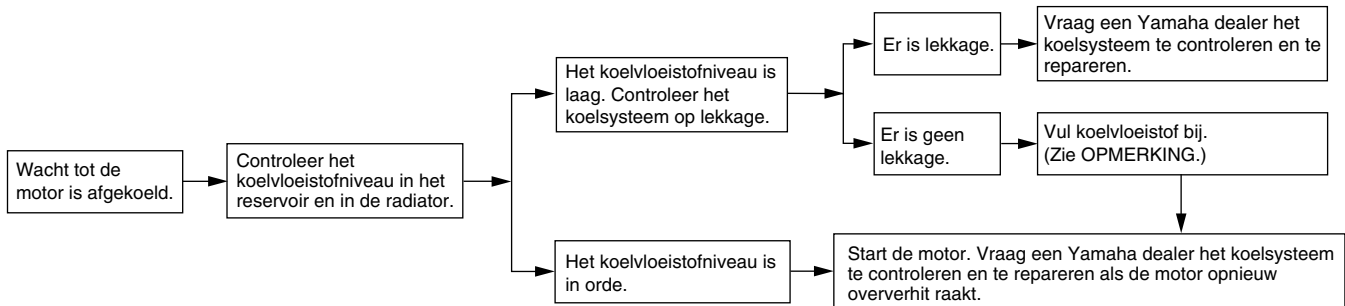 Wacht tot de
motor is afgekoeld.
Controleer het
koelvloeistofniveau in het
reservoir en in de radiator.
Het koelvloeistofniveau is
laag. Controleer het
koelsysteem op lekkage.
Er is lekkage.
Vraag een Yamaha dealer het
koelsysteem te controleren en te
repareren.
Er is geen
lekkage.
Vul koelvloeistof bij.
(Zie OPMERKING.)
Het koelvloeistofniveau is
in orde.
Start de motor. Vraag een Yamaha dealer het koelsysteem
te controleren en te repareren als de motor opnieuw
oververhit raakt.